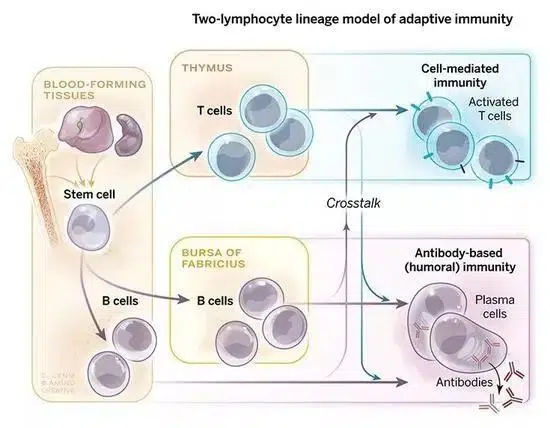 Two-lymphocyte lineage model of adaptive immunity
BLOOD-FORMING
TISSUES
Stem cell
B cells
THYMUS
T cells
Cell-mediated
immunity
Activated
T cells
Crosstalk
BURSA OF
FABRICIUS
B cells
Antibody-based
(humoral) immunity
Plasma
cells
Antibodies